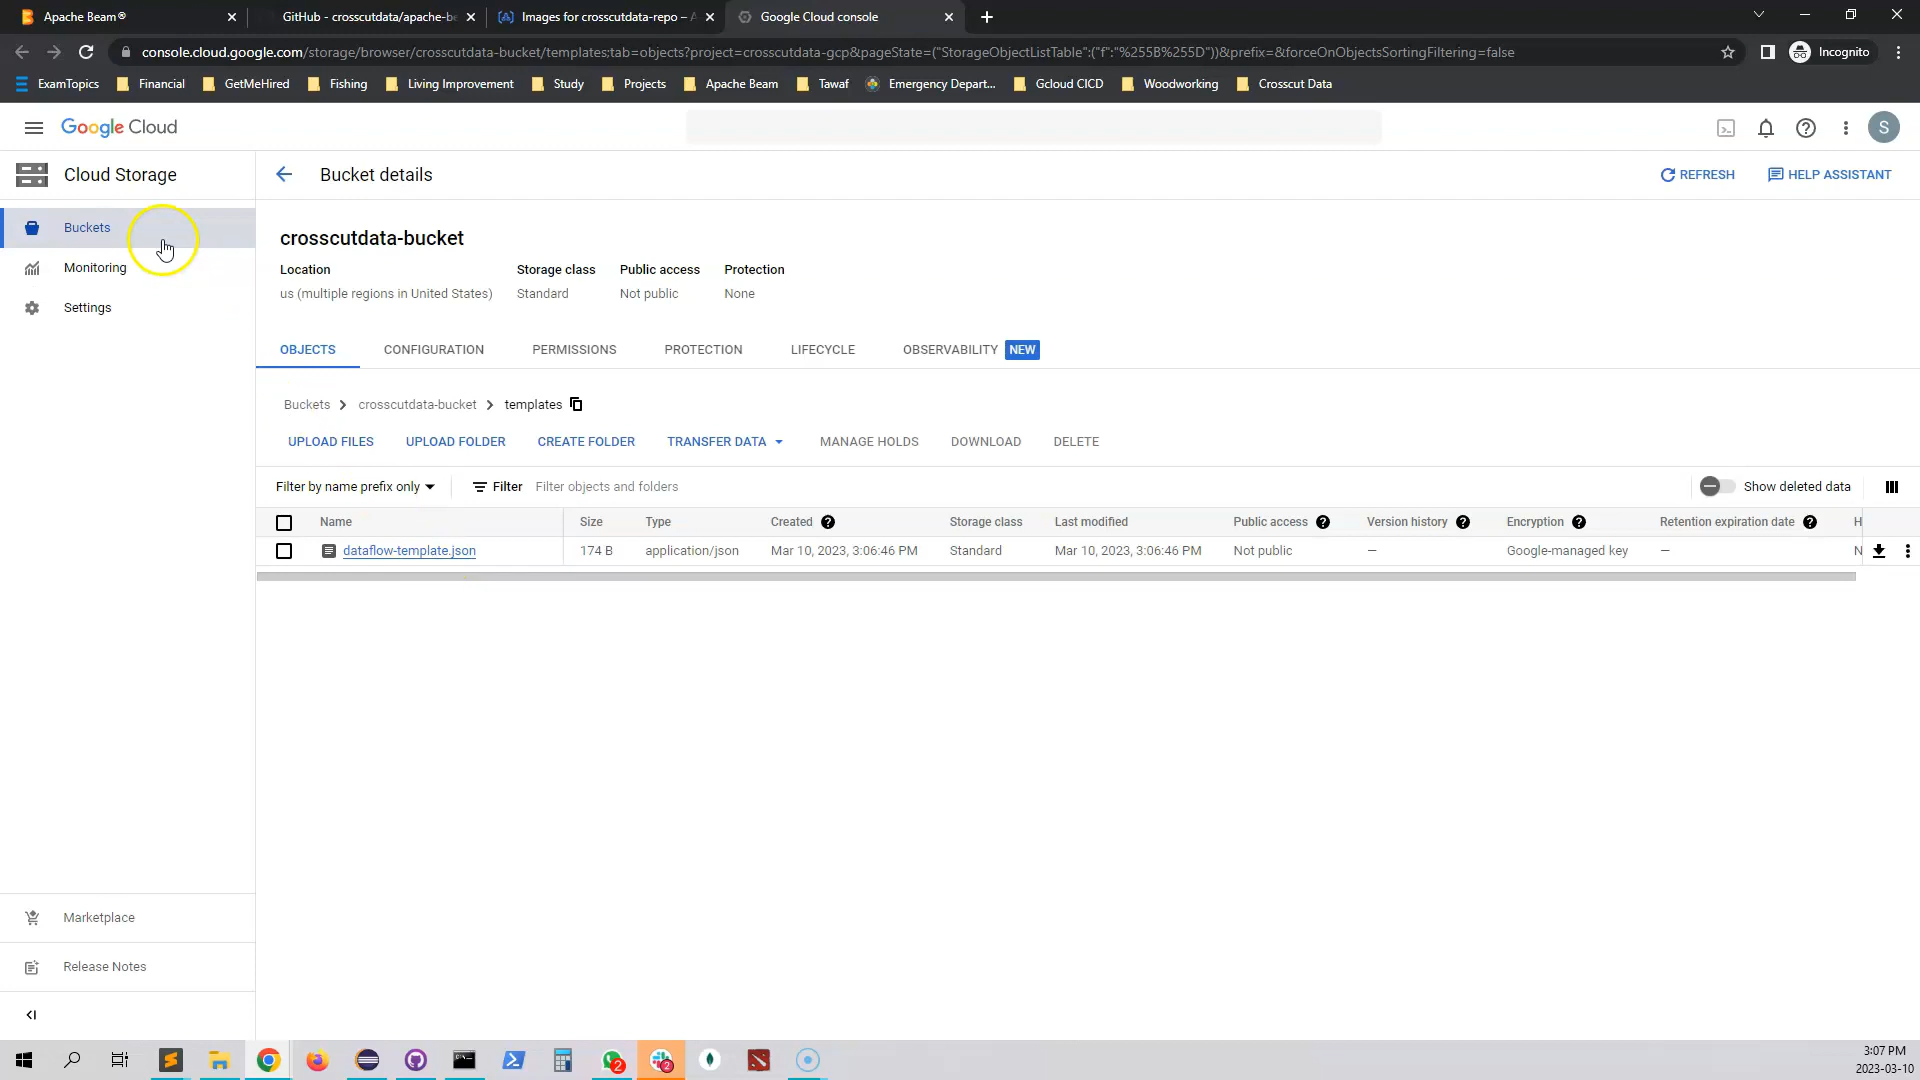 Apache Beam®
GitHub - crosscutdata/apache-be
Images for crosscutdata-repo – A
Google Cloud console
console.cloud.google.com/storage/browser/crosscutdata-bucket/templates;tab=objects?project=crosscutdata-gcp&pageState=("StorageObjectListTable":("f":"%255B%255D"))&prefix=&forceOnObjectsSortingFiltering=false
Incognito
ExamTopics
Financial
GetMeHired
Fishing
Living Improvement
Study
Projects
Apache Beam
Tawaf
Emergency Depart...
Gcloud CICD
Woodworking
Crosscut Data
Google Cloud
S
Cloud Storage
Bucket details
REFRESH
HELP ASSISTANT
Buckets
Monitoring
Settings
crosscutdata-bucket
Location Storage class Public access Protection
us (multiple regions in United States) Standard Not public None
OBJECTS CONFIGURATION PERMISSIONS PROTECTION LIFECYCLE OBSERVABILITY NEW
Buckets > crosscutdata-bucket > templates
UPLOAD FILES UPLOAD FOLDER CREATE FOLDER TRANSFER DATA MANAGE HOLDS DOWNLOAD DELETE
Filter by name prefix only Filter Filter objects and folders Show deleted data
Name Size Type Created Storage class Last modified Public access Version history Encryption Retention expiration date H
dataflow-template.json 174 B application/json Mar 10, 2023, 3:06:46 PM Standard Mar 10, 2023, 3:06:46 PM Not public — Google-managed key — N
Marketplace
Release Notes
2
2
3:07 PM
2023-03-10